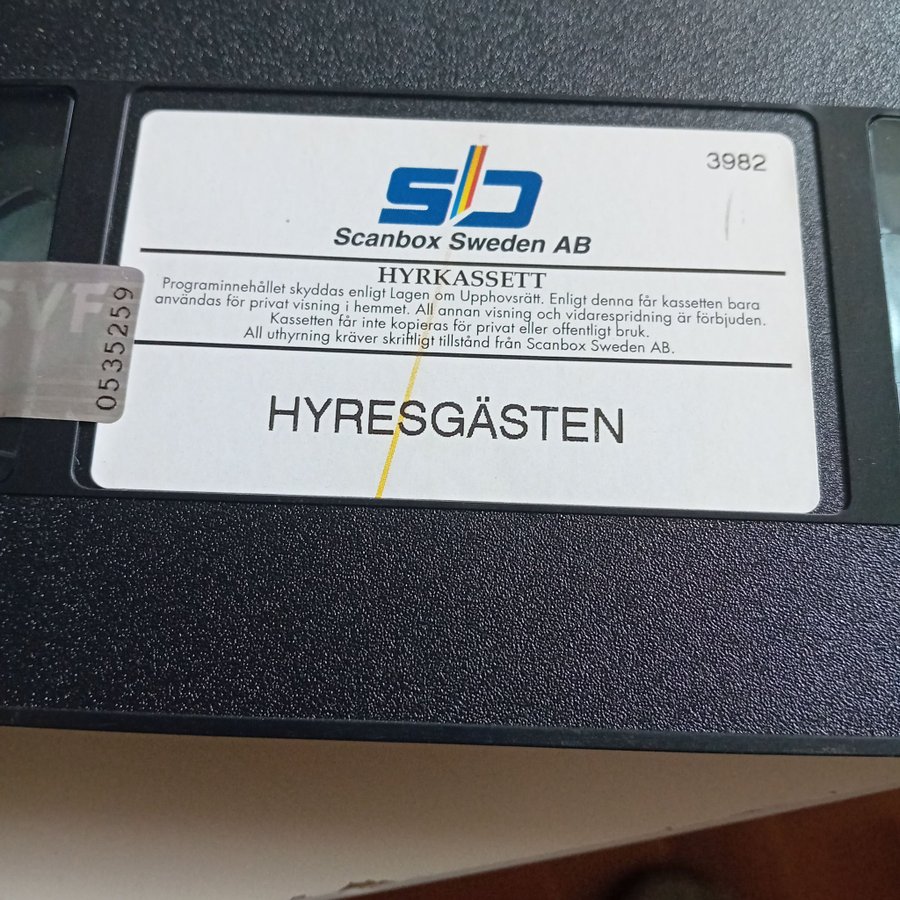 3982
sb
Scanbox Sweden AB
HYRKASSETT
Programinnehållet skyddas enligt Lagen om Upphovsrätt. Enligt denna får kassetten bara
användas för privat visning i hemmet. All annan visning och vidarespridning är förbjuden.
Kassetten får inte kopieras för privat eller offentligt bruk.
All uthyrning kräver skriftligt tillstånd från Scanbox Sweden AB.
HYRESGÄSTEN
SVF
0535259